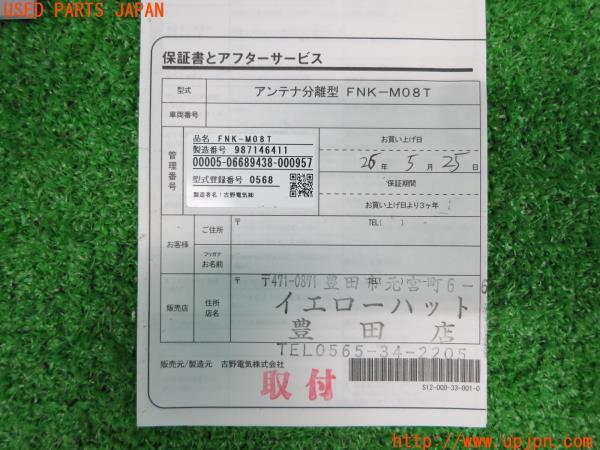 USED PARTS JAPAN
保証書とアフターサービス
型式 アンテナ分離型 FNK-M08T
車両番号
管理番号
品名 FNK-M08T
製造番号 987146411
00005-06689438-000957
型式登録番号 0568
製造者名:古野電気㈱
お買い上げ日
26年 5月 25日
保証期間
お買い上げ日より3ヶ年
お客様
ご住所 〒 TEL( )
フリガナ
お名前
販売店
住所
店名
〒 TEL
〒471-0871 豊田市元宮町6-6
イエローハット
豊田店
TEL0565-34-2205
販売元/製造元 古野電気株式会社
取付
S12-000-33-001-0
http://www.upjpn.com